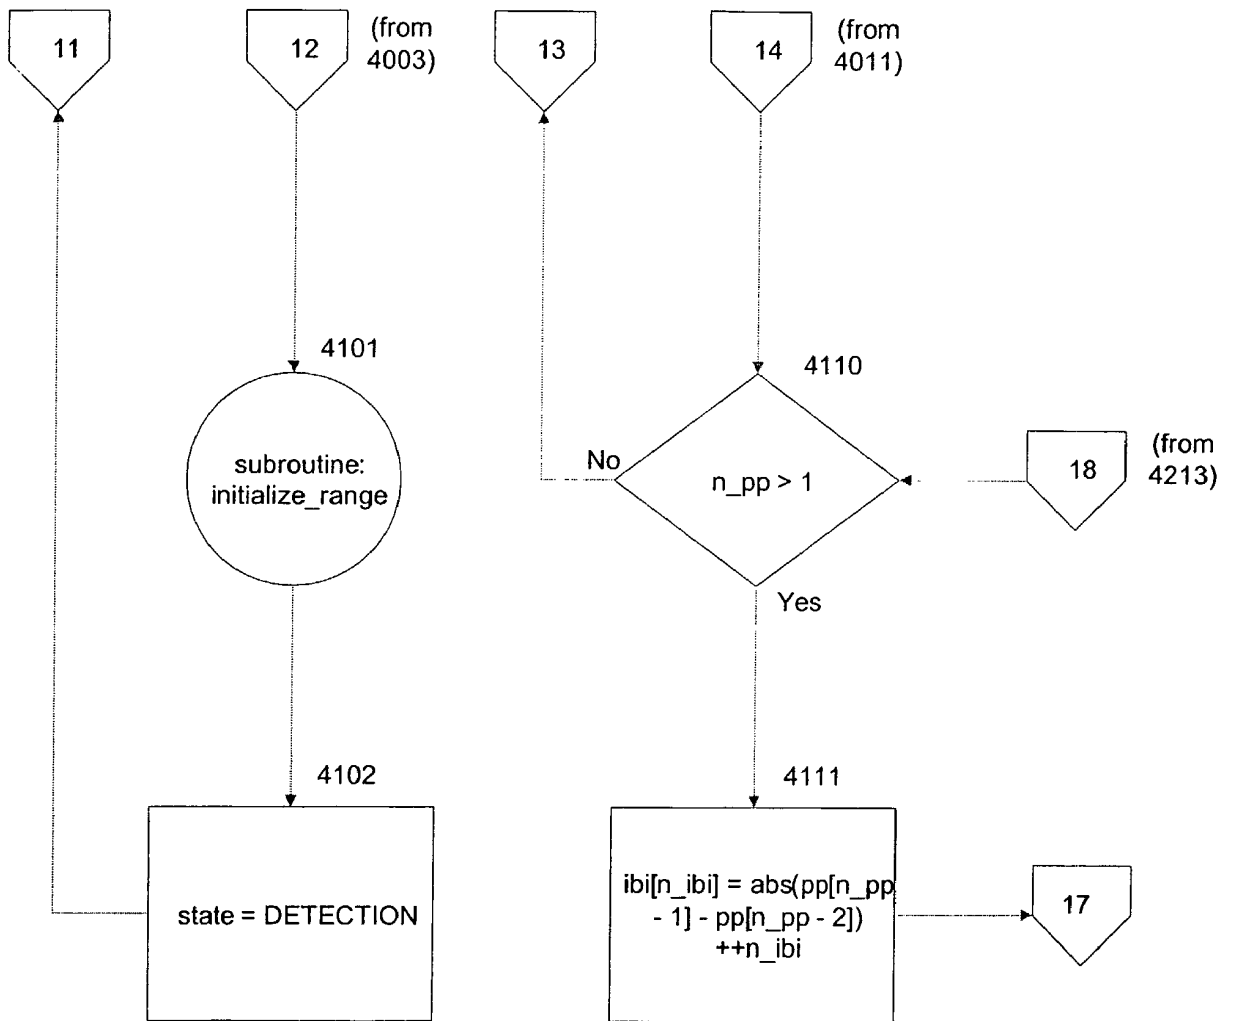 11
12
(from
4003)
13
14
(from
4011)
4101
subroutine:
initialize_range
4110
No
n_pp > 1
Yes
18
(from
4213)
4102
state = DETECTION
4111
ibi[n_ibi] = abs(pp[n_pp
- 1] - pp[n_pp - 2])
++n_ibi
17